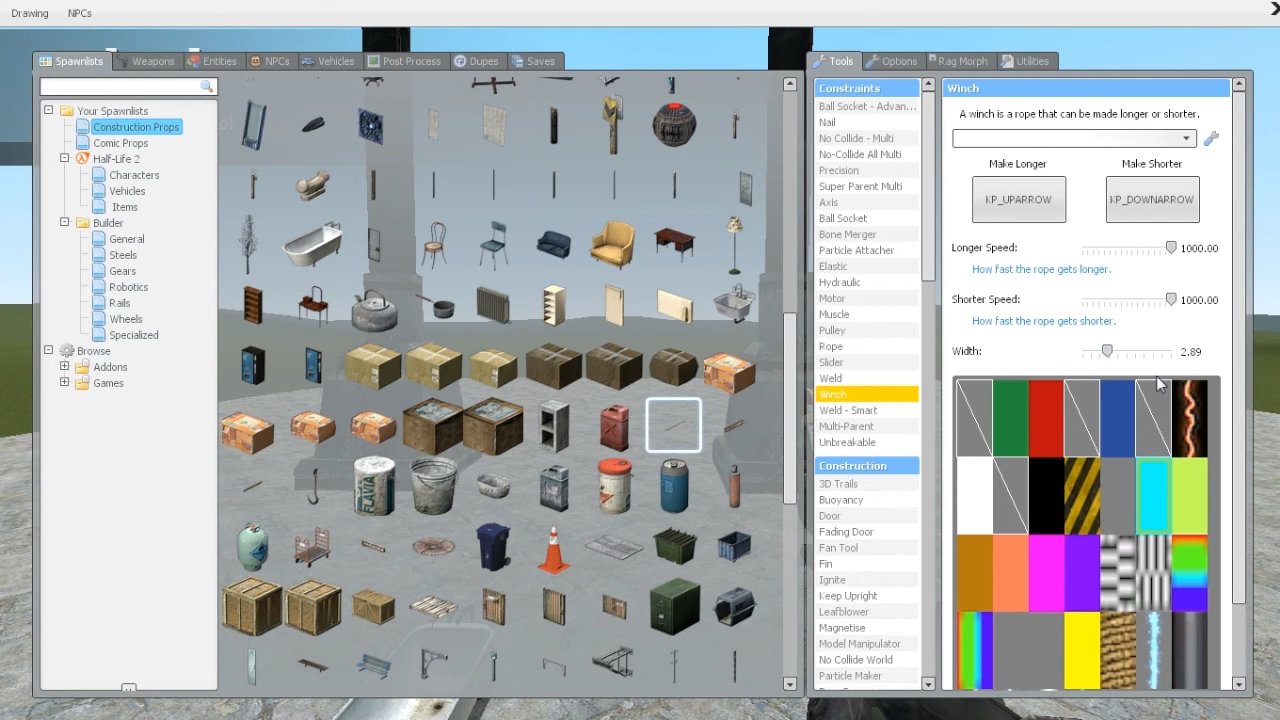 Drawing NPCs
Spawnlists Weapons Entities NPCs Vehicles Post Process Dupes Saves
Your Spawnlists
Construction Props
Comic Props
Half-Life 2
Characters
Vehicles
Items
Builder
General
Steels
Gears
Robotics
Rails
Wheels
Specialized
Browse
Addons
Games
FLAVIA
Tools Options Rag Morph Utilities
Constraints
Ball Socket - Advan...
Nail
No Collide - Multi
No-Collide All Multi
Precision
Super Parent Multi
Axis
Ball Socket
Bone Merger
Particle Attacher
Elastic
Hydraulic
Motor
Muscle
Pulley
Rope
Slider
Weld
Winch
Weld - Smart
Multi-Parent
Unbreakable
Construction
3D Trails
Buoyancy
Door
Fading Door
Fan Tool
Fin
Ignite
Keep Upright
Leafblower
Magnetise
Model Manipulator
No Collide World
Particle Maker
Winch
A winch is a rope that can be made longer or shorter.
Make Longer Make Shorter
KP_UPARROW KP_DOWNARROW
Longer Speed: 1000.00
How fast the rope gets longer.
Shorter Speed: 1000.00
How fast the rope gets shorter.
Width: 2.89